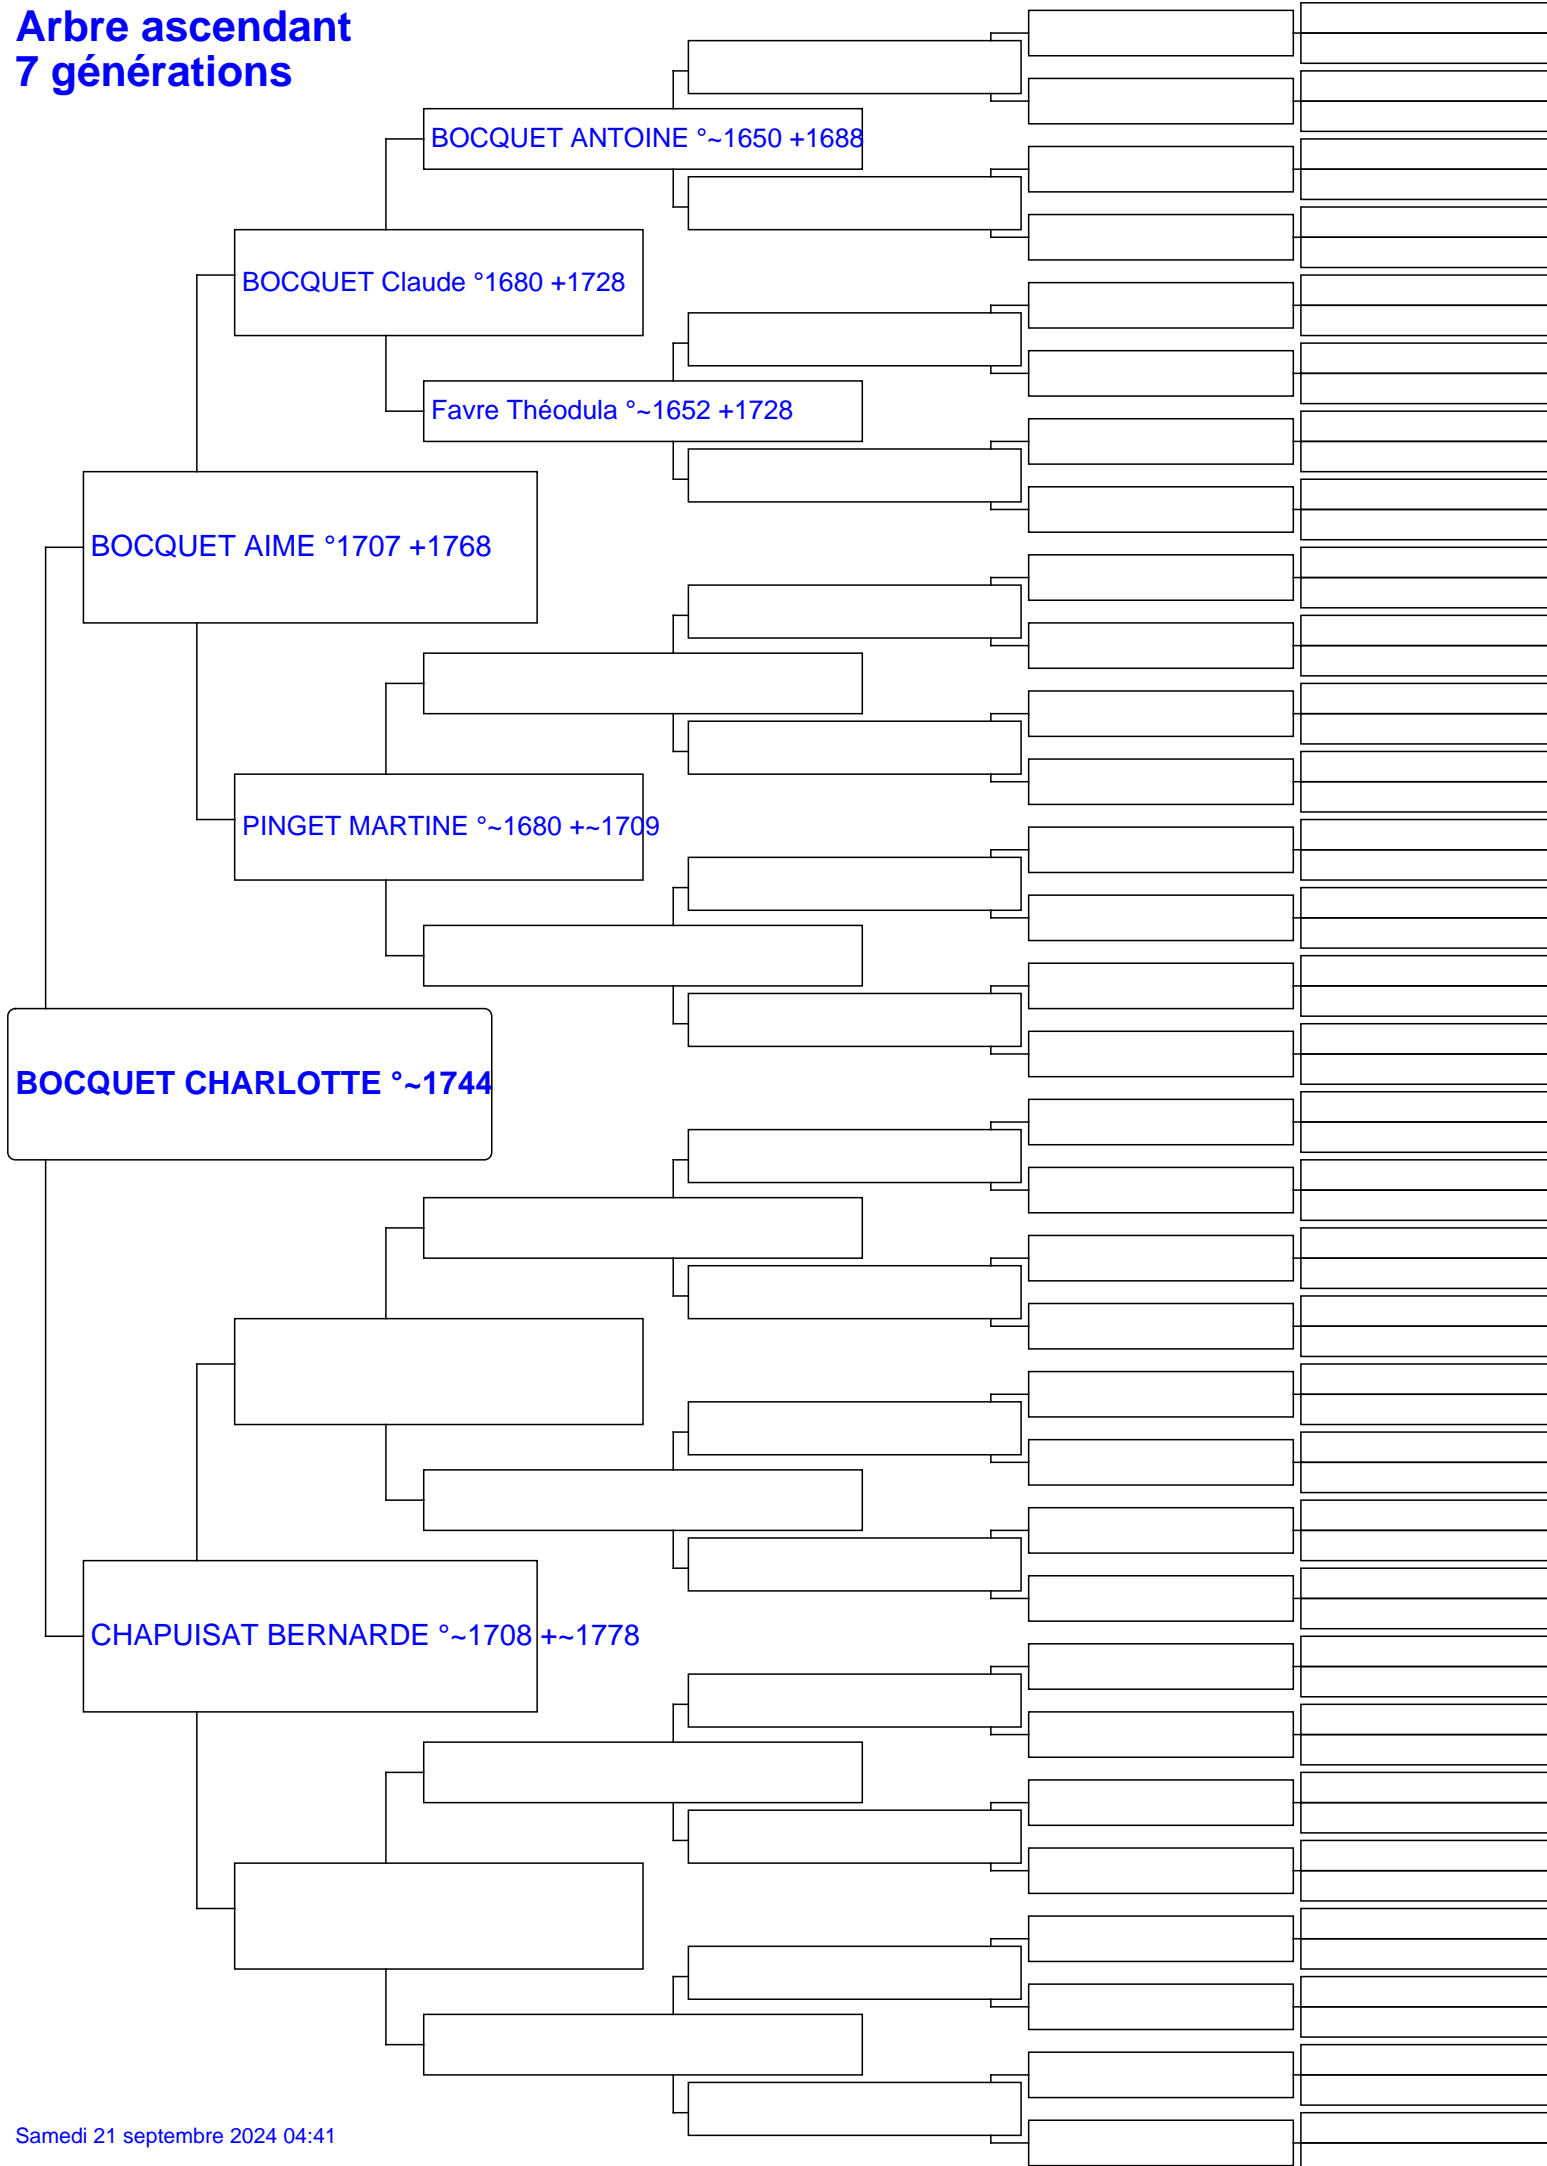 Arbre ascendant
7 générations
BOCQUET ANTOINE °~1650 +1688
BOCQUET Claude °1680 +1728
Favre Théodula °~1652 +1728
BOCQUET AIME °1707 +1768
PINGET MARTINE °~1680 +~1709
BOCQUET CHARLOTTE °~1744
CHAPUISAT BERNARDE °~1708 +~1778
Samedi 21 septembre 2024 04:41